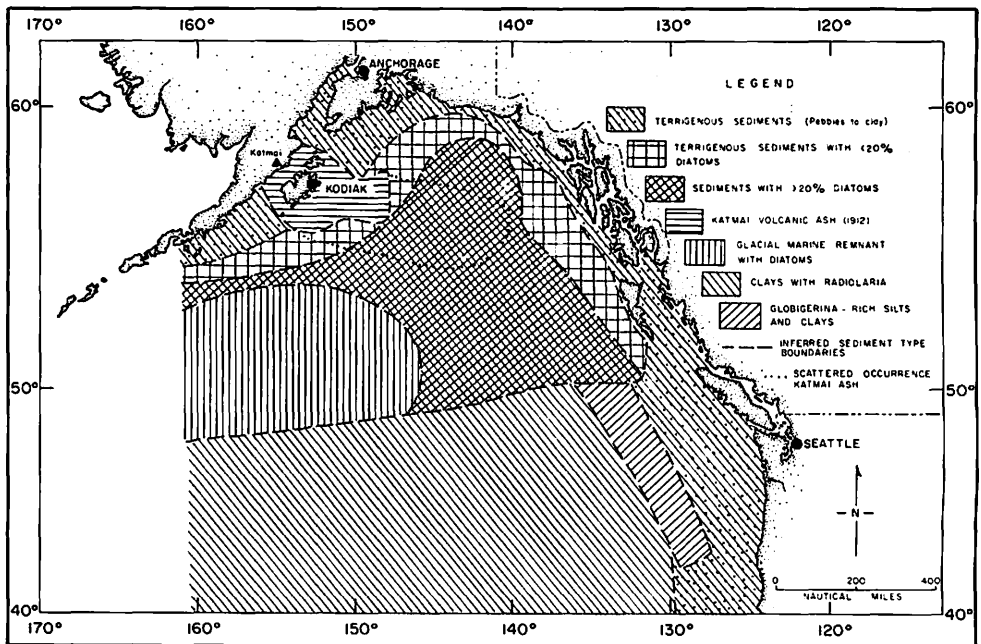 170° 160° 150° 140° 130° 120°
ANCHORAGE
60° 60°
LEGEND
TERRIGENOUS SEDIMENTS (Pebbles to clay)
TERRIGENOUS SEDIMENTS WITH <20%
DIATOMS
SEDIMENTS WITH >20% DIATOMS
KATMAI VOLCANIC ASH (1912)
GLACIAL MARINE REMNANT
WITH DIATOMS
CLAYS WITH RADIOLARIA
GLOBIGERINA - RICH SILTS
AND CLAYS
INFERRED SEDIMENT TYPE
BOUNDARIES
SCATTERED OCCURRENCE
KATMAI ASH
Katmai
KODIAK
50° 50°
SEATTLE
-N-
0 200 400
NAUTICAL MILES
40° 40°
170° 160° 150° 140° 130° 120°